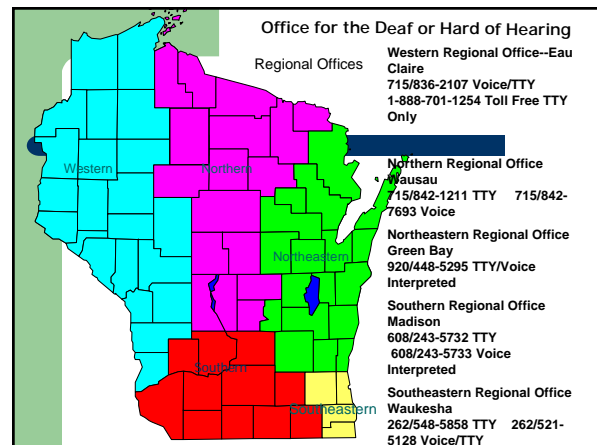 Office for the Deaf or Hard of Hearing
Regional Offices
Western Regional Office--Eau
Claire
715/836-2107 Voice/TTY
1-888-701-1254 Toll Free TTY
Only
Northern Regional Office
Wausau
715/842-1211 TTY 715/842-
7693 Voice
Northeastern Regional Office
Green Bay
920/448-5295 TTY/Voice
Interpreted
Southern Regional Office
Madison
608/243-5732 TTY
608/243-5733 Voice
Interpreted
Southeastern Regional Office
Waukesha
262/548-5858 TTY 262/521-
5128 Voice/TTY
Western
Northern
Northeastern
Southern
Southeastern